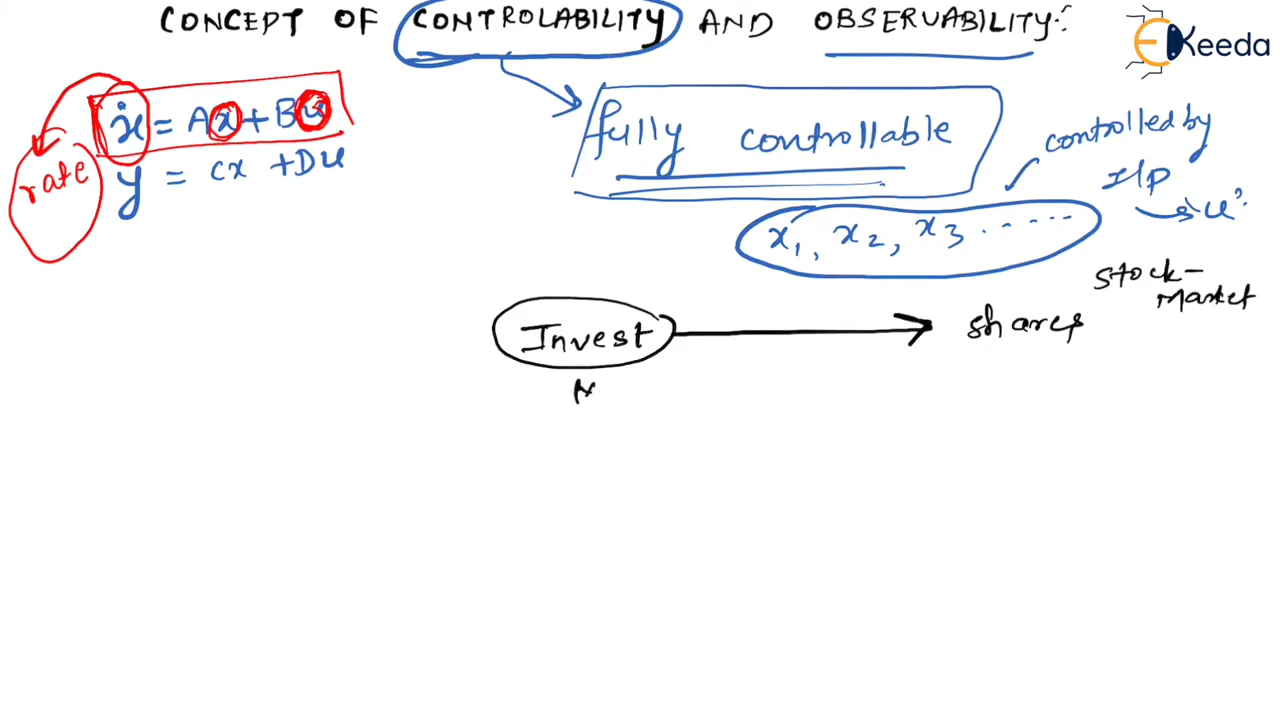 CONCEPT OF CONTROLABILITY AND OBSERVABILITY:
EKeeda
ẋ = Ax + Bu
y = cx + Du
rate
fully controllable
controlled by
I/p
'u'
x1, x2, x3 ......
stock-
Market
Invest
shares